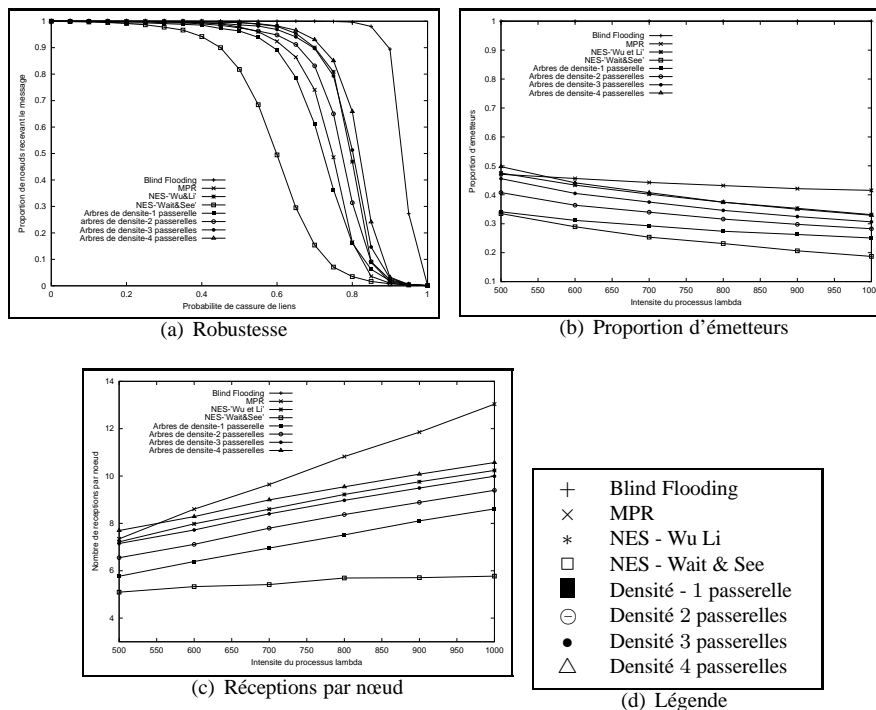 Proportion de noeuds recevant le message
1
0.9
0.8
0.7
0.6
0.5
0.4
0.3
0.2
0.1
0
Blind Flooding
MPR
NES-'Wu&Li'
NES-'Wait&See'
Arbres de densite-1 passerelle
arbres de densite-2 passerelles
Arbres de densite-3 passerelles
Arbres de densite-4 passerelles
0 0.2 0.4 0.6 0.8 1
Probabilite de cassure de liens
(a) Robustesse
Proportion d'emetteurs
1
0.9
0.8
0.7
0.6
0.5
0.4
0.3
0.2
0.1
Blind Flooding
MPR
NES-'Wu et Li'
NES-'Wait&See'
Arbres de densite-1 passerelle
Arbres de densite-2 passerelles
Arbres de densite-3 passerelles
Arbres de densite-4 passerelles
500 550 600 650 700 750 800 850 900 950 1000
Intensite du processus lambda
(b) Proportion d'émetteurs
Nombre de receptions par noeud
14
12
10
8
6
4
Blind Flooding
MPR
NES-'Wu et Li'
NES-'Wait&See'
Arbres de densite-1 passerelle
Arbres de densite-2 passerelles
Arbres de densite-3 passerelles
Arbres de densite-4 passerelles
500 550 600 650 700 750 800 850 900 950 1000
Intensite du processus lambda
(c) Réceptions par nœud
Blind Flooding
MPR
NES - Wu Li
NES - Wait & See
Densité - 1 passerelle
Densité 2 passerelles
Densité 3 passerelles
Densité 4 passerelles
(d) Légende